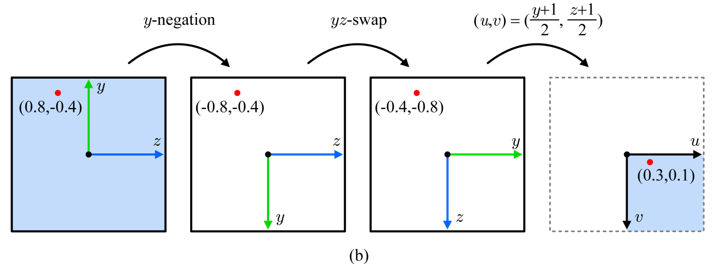 y-negation
yz-swap
(u,v) = (y+1/2, z+1/2)
(0.8,-0.4)
y
z
(-0.8,-0.4)
z
y
(-0.4,-0.8)
y
z
u
(0.3,0.1)
v
(b)